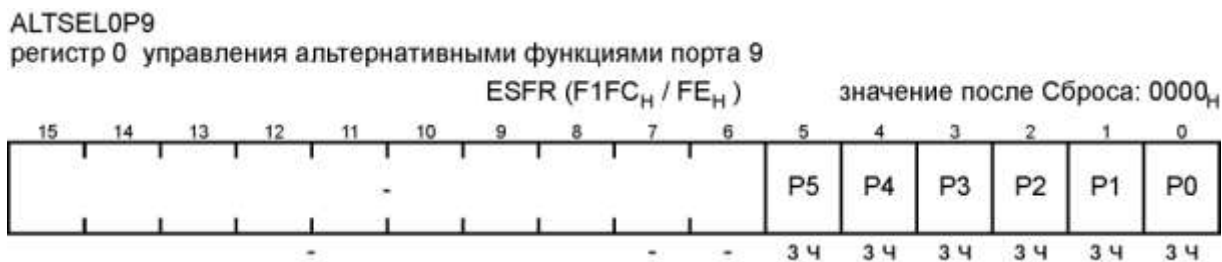 ALTSEL0P9
регистр 0 управления альтернативными функциями порта 9
ESFR (F1FCH / FEH ) значение после Сброса: 0000H
15 14 13 12 11 10 9 8 7 6 5 4 3 2 1 0
- P5 P4 P3 P2 P1 P0
- - - З Ч З Ч З Ч З Ч З Ч З Ч